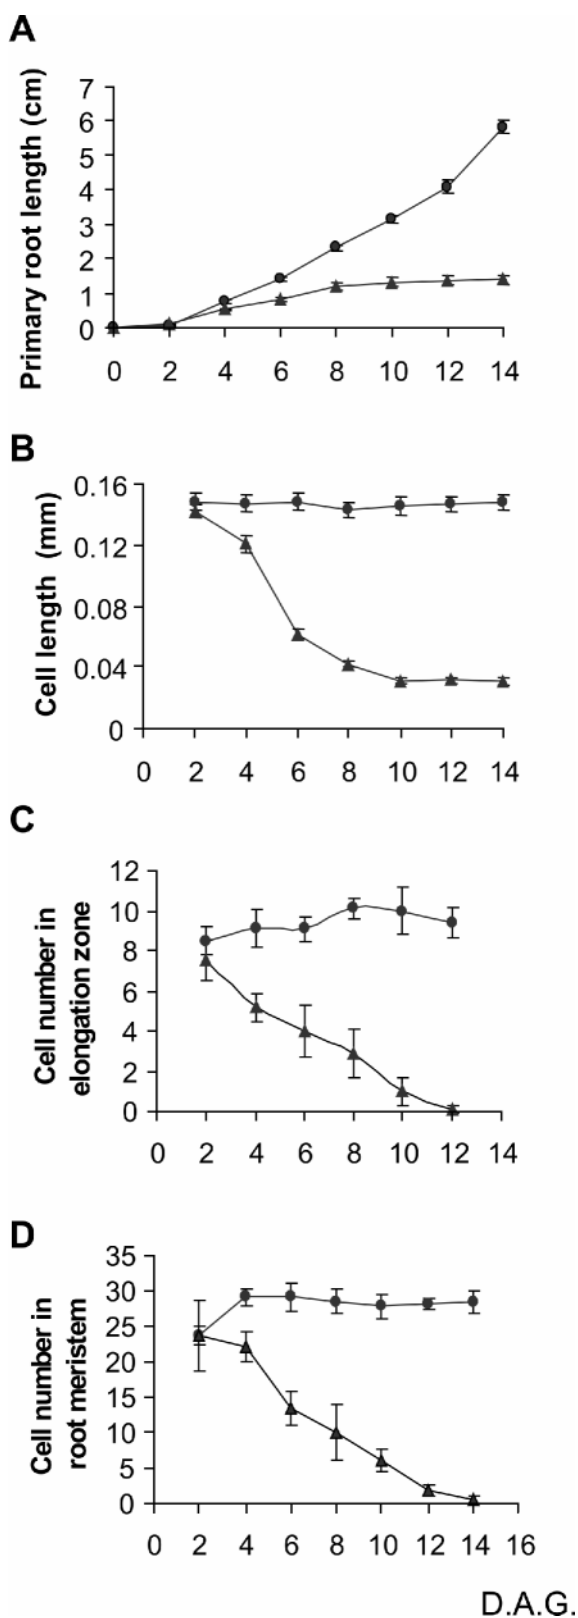 A
Primary root length (cm)
7
6
5
4
3
2
1
0
0 2 4 6 8 10 12 14
B
Cell length (mm)
0.16
0.12
0.08
0.04
0
0 2 4 6 8 10 12 14
C
Cell number in
elongation zone
12
10
8
6
4
2
0
0 2 4 6 8 10 12 14
D
Cell number in
root meristem
35
30
25
20
15
10
5
0
0 2 4 6 8 10 12 14 16
D.A.G.